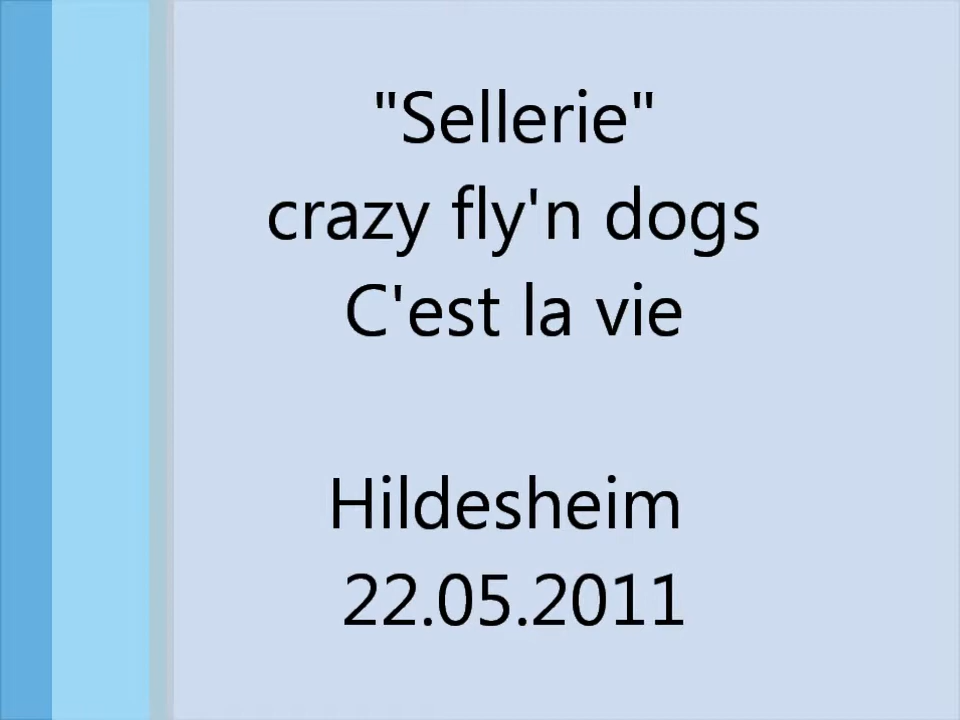 "Sellerie"
crazy fly'n dogs
C'est la vie
Hildesheim
22.05.2011